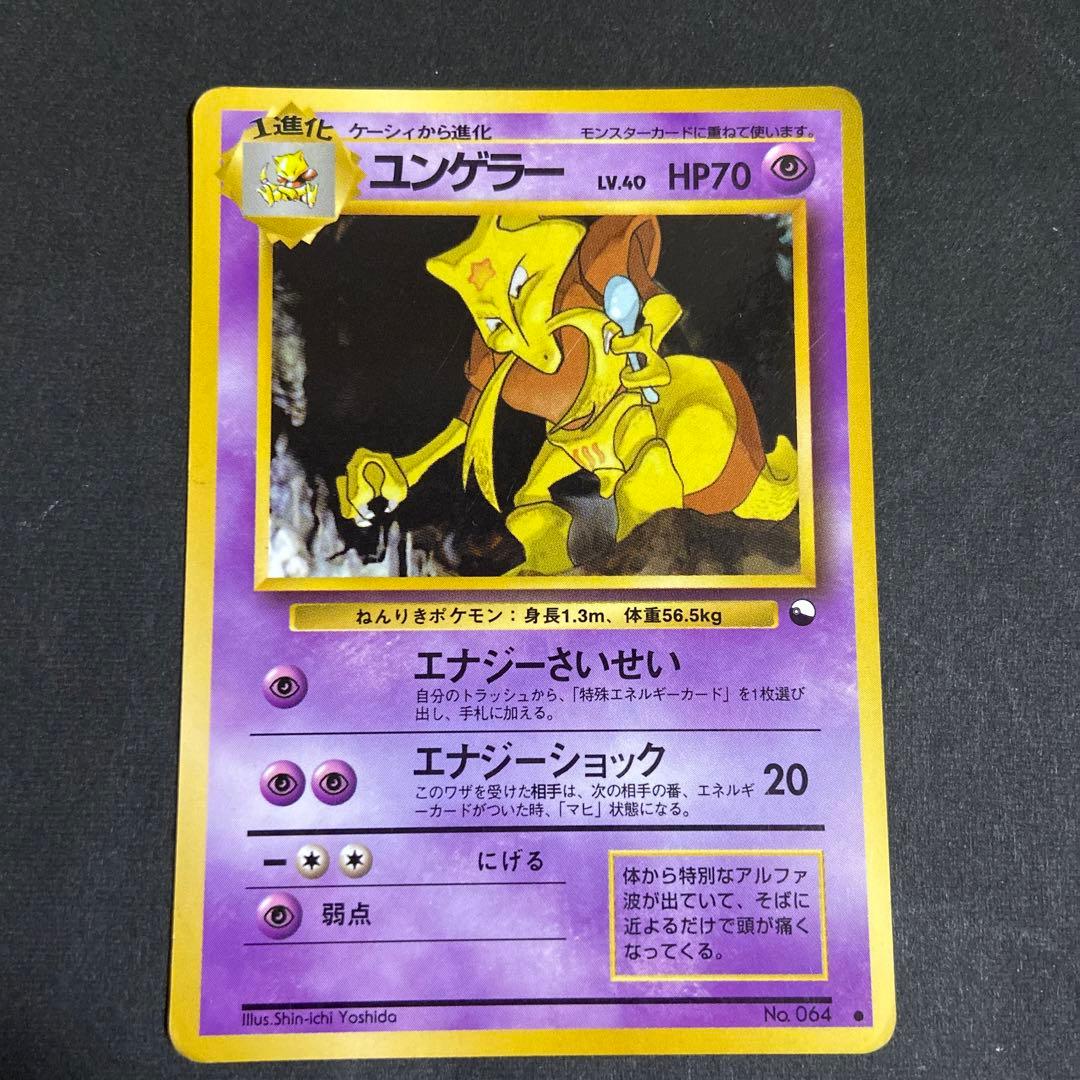 1進化
ケーシィから進化
モンスターカードに重ねて使います。
ユンゲラー LV.40 HP70
ねんりきポケモン：身長1.3m、体重56.5kg
エナジーさいせい
自分のトラッシュから、「特殊エネルギーカード」を1枚選び
出し、手札に加える。
エナジーショック 20
このワザを受けた相手は、次の相手の番、エネルギ
ーカードがついた時、「マヒ」状態になる。
ー にげる
弱点
体から特別なアルファ
波が出ていて、そばに
近よるだけで頭が痛く
なってくる。
Illus.Shin-ichi Yoshida
No. 064 ●